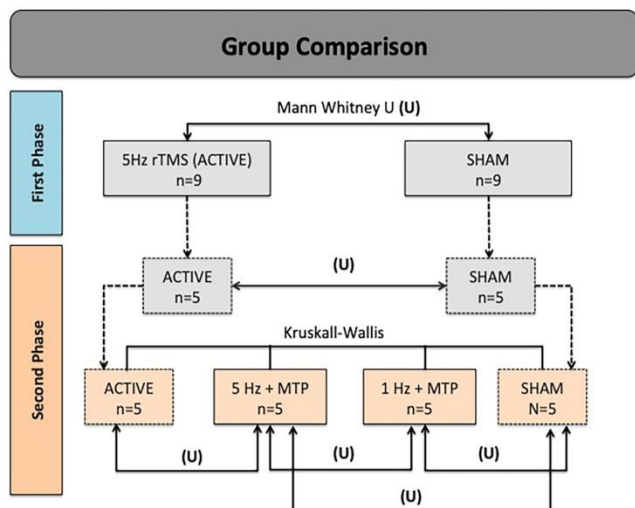 Group Comparison
First Phase
Mann Whitney U (U)
5Hz rTMS (ACTIVE)
n=9
SHAM
n=9
Second Phase
ACTIVE
n=5
(U)
SHAM
n=5
Kruskall-Wallis
ACTIVE
n=5
5 Hz + MTP
n=5
1 Hz + MTP
n=5
SHAM
N=5
(U)
(U)
(U)
(U)